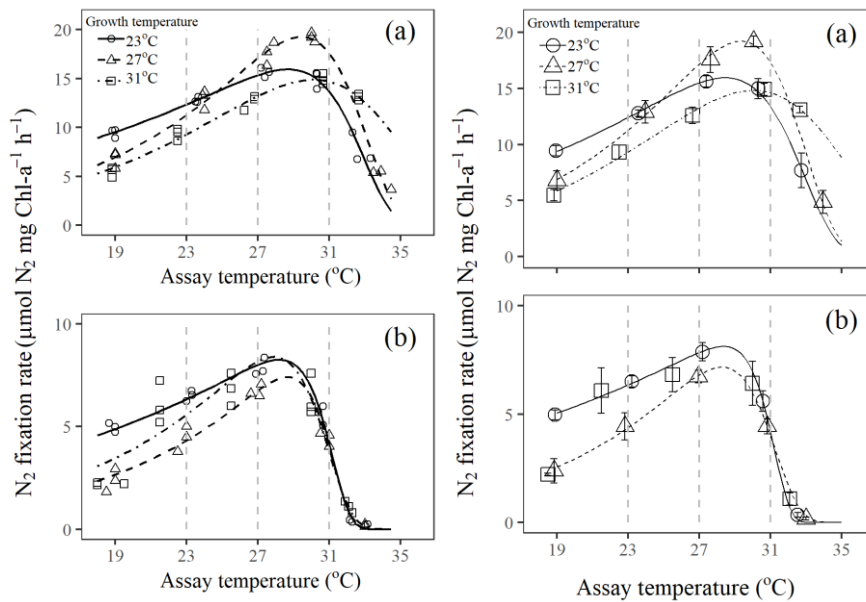 Growth temperature
23°C
27°C
31°C
(a)
20
15
10
5
0
19
23
27
31
35
Assay temperature (°C)
(b)
10
5
0
19
23
27
31
35
Assay temperature (°C)
N₂ fixation rate (μmol N₂ mg Chl-a⁻¹ h⁻¹)
Growth temperature
23°C
27°C
31°C
(a)
20
15
10
5
0
19
23
27
31
35
Assay temperature (°C)
(b)
10
5
0
19
23
27
31
35
Assay temperature (°C)
N₂ fixation rate (μmol N₂ mg Chl-a⁻¹ h⁻¹)